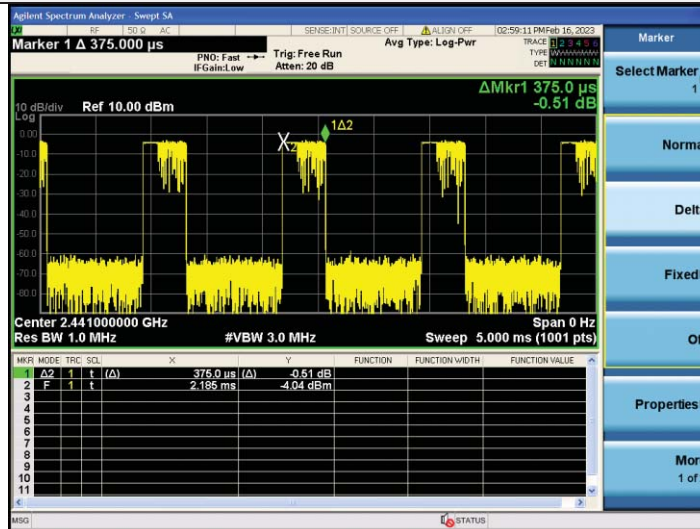 Agilent Spectrum Analyzer - Swept SA
RF 50 Ω AC SENSE:INT SOURCE OFF ALIGN OFF 02:59:11 PM Feb 16, 2023
Marker 1 Δ 375.000 µs
PNO: Fast
IFGain:Low
Trig: Free Run
Atten: 20 dB
Avg Type: Log-Pwr
TRACE 1 2 3 4 5 6
TYPE
DET N N N N N N
ΔMkr1 375.0 µs
-0.51 dB
10 dB/div Ref 10.00 dBm
Log
0.00
-10.0
-20.0
-30.0
-40.0
-50.0
-60.0
-70.0
-80.0
X2
1Δ2
Center 2.441000000 GHz Span 0 Hz
Res BW 1.0 MHz #VBW 3.0 MHz Sweep 5.000 ms (1001 pts)
MKR MODE TRC SCL X Y FUNCTION FUNCTION WIDTH FUNCTION VALUE
1 Δ2 1 t (Δ) 375.0 µs (Δ) -0.51 dB
2 F 1 t 2.185 ms -4.04 dBm
3
4
5
6
7
8
9
10
11
MSG STATUS
Marker
Select Marker
1
Norma
Delt
Fixed
Of
Properties
Mor
1 of